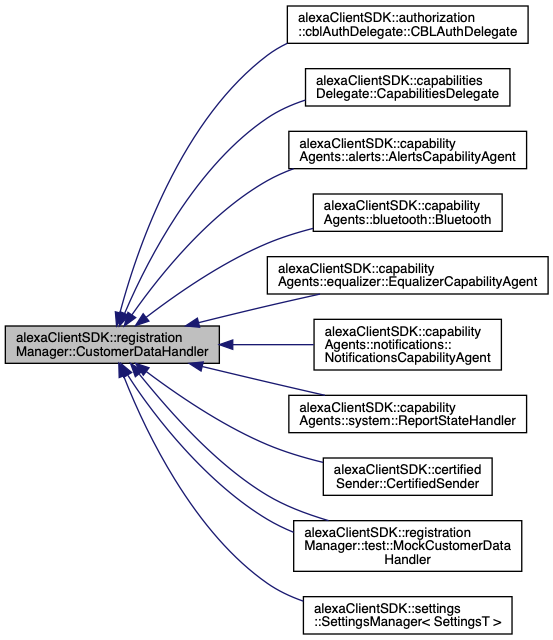 alexaClientSDK::authorization
::cblAuthDelegate::CBLAuthDelegate
alexaClientSDK::capabilities
Delegate::CapabilitiesDelegate
alexaClientSDK::capability
Agents::alerts::AlertsCapabilityAgent
alexaClientSDK::capability
Agents::bluetooth::Bluetooth
alexaClientSDK::capability
Agents::equalizer::EqualizerCapabilityAgent
alexaClientSDK::registration
Manager::CustomerDataHandler
alexaClientSDK::capability
Agents::notifications::
NotificationsCapabilityAgent
alexaClientSDK::capability
Agents::system::ReportStateHandler
alexaClientSDK::certified
Sender::CertifiedSender
alexaClientSDK::registration
Manager::test::MockCustomerData
Handler
alexaClientSDK::settings
::SettingsManager< SettingsT >